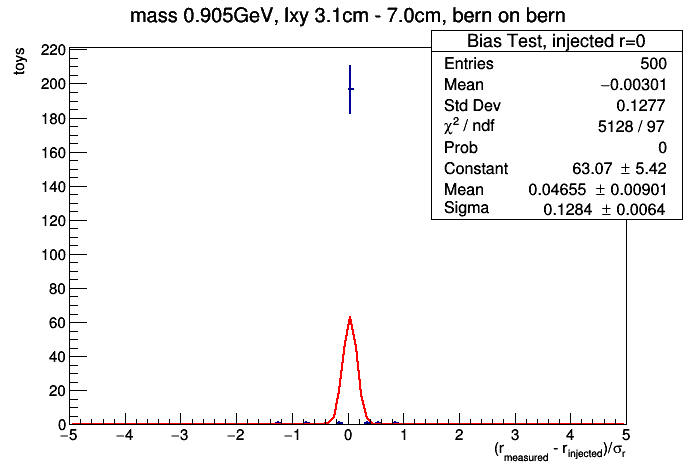 mass 0.905GeV, lxy 3.1cm - 7.0cm, bern on bern
Bias Test, injected r=0
Entries 500
Mean −0.00301
Std Dev 0.1277
χ² / ndf 5128 / 97
Prob 0
Constant 63.07 ± 5.42
Mean 0.04655 ± 0.00901
Sigma 0.1284 ± 0.0064
toys
220
200
180
160
140
120
100
80
60
40
20
0
−5 −4 −3 −2 −1 0 1 2 3 4 5
(r_measured - r_injected)/σ_r